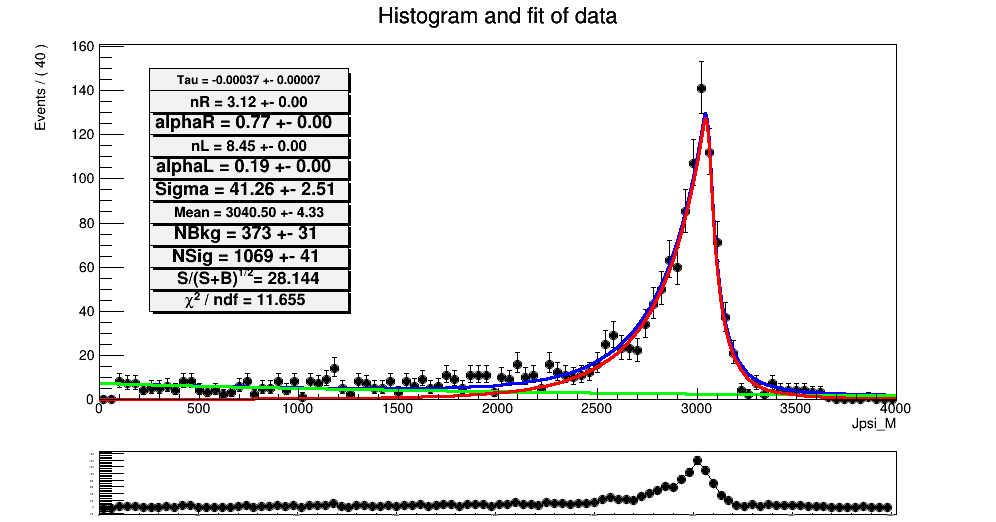 Histogram and fit of data
Events / ( 40 )
160
140
120
100
80
60
40
20
0
Tau = -0.00037 +- 0.00007
nR = 3.12 +- 0.00
alphaR = 0.77 +- 0.00
nL = 8.45 +- 0.00
alphaL = 0.19 +- 0.00
Sigma = 41.26 +- 2.51
Mean = 3040.50 +- 4.33
NBkg = 373 +- 31
NSig = 1069 +- 41
S/(S+B)^1/2= 28.144
χ² / ndf = 11.655
0 500 1000 1500 2000 2500 3000 3500 4000
Jpsi_M